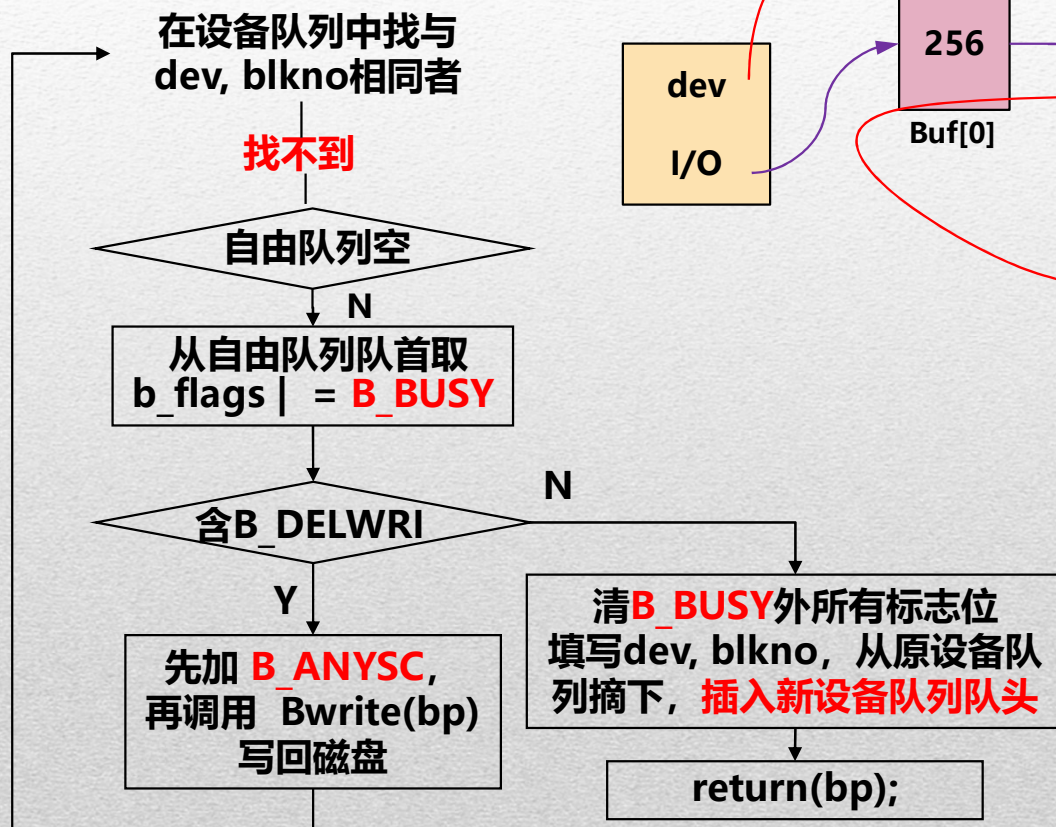 在设备队列中找与
dev, blkno相同者
找不到
自由队列空
N
从自由队列队首取
b_flags | = B_BUSY
含B_DELWRI
N
Y
先加 B_ANYSC,
再调用 Bwrite(bp)
写回磁盘
清B_BUSY外所有标志位
填写dev, blkno，从原设备队
列摘下，插入新设备队列队头
return(bp);
dev
I/O
256
Buf[0]